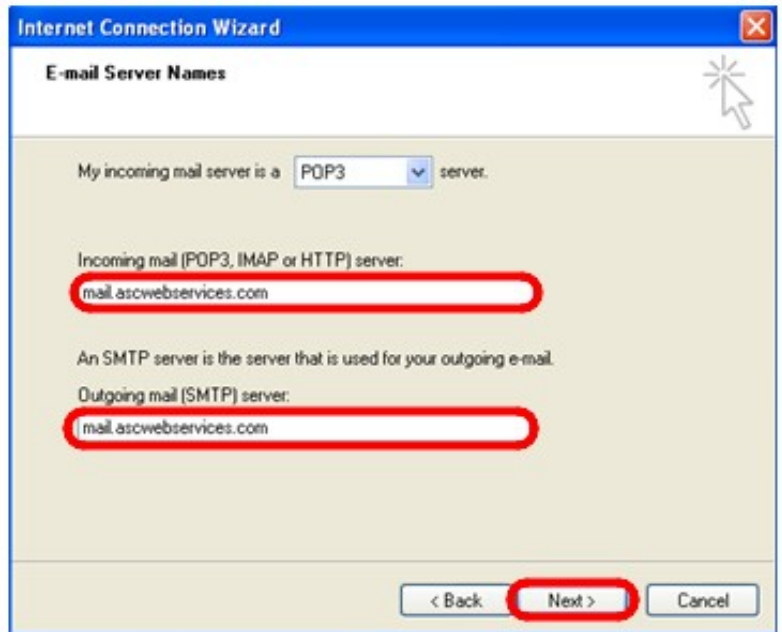 Internet Connection Wizard
E-mail Server Names
My incoming mail server is a POP3 server.
Incoming mail (POP3, IMAP or HTTP) server:
mail.ascwebservices.com
An SMTP server is the server that is used for your outgoing e-mail.
Outgoing mail (SMTP) server:
mail.ascwebservices.com
< Back Next > Cancel